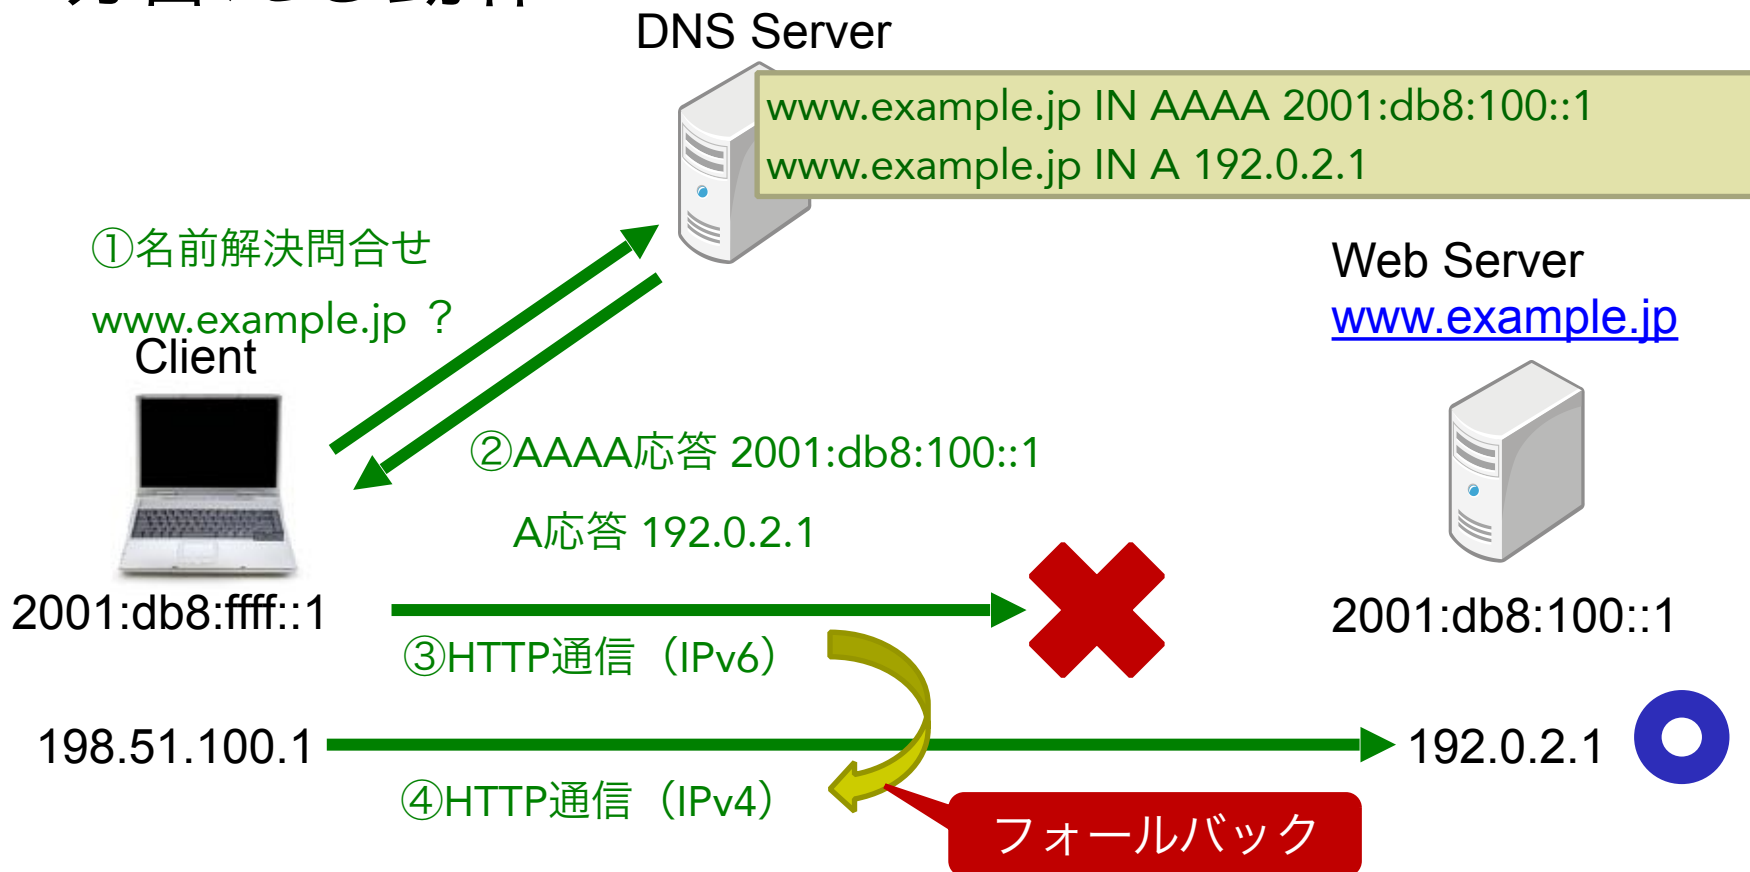 DNS Server
www.example.jp IN AAAA 2001:db8:100::1
www.example.jp IN A 192.0.2.1
①名前解決問合せ
www.example.jp ？
Client
Web Server
www.example.jp
②AAAA応答 2001:db8:100::1
A応答 192.0.2.1
2001:db8:ffff::1
2001:db8:100::1
③HTTP通信（IPv6）
198.51.100.1
192.0.2.1
④HTTP通信（IPv4）
フォールバック